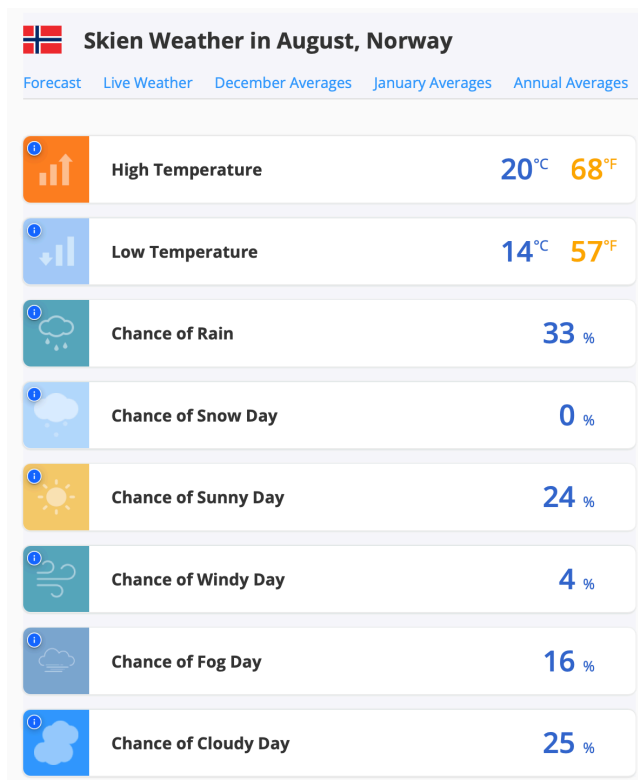 Skien Weather in August, Norway
Forecast Live Weather December Averages January Averages Annual Averages
High Temperature 20°C 68°F
Low Temperature 14°C 57°F
Chance of Rain 33 %
Chance of Snow Day 0 %
Chance of Sunny Day 24 %
Chance of Windy Day 4 %
Chance of Fog Day 16 %
Chance of Cloudy Day 25 %